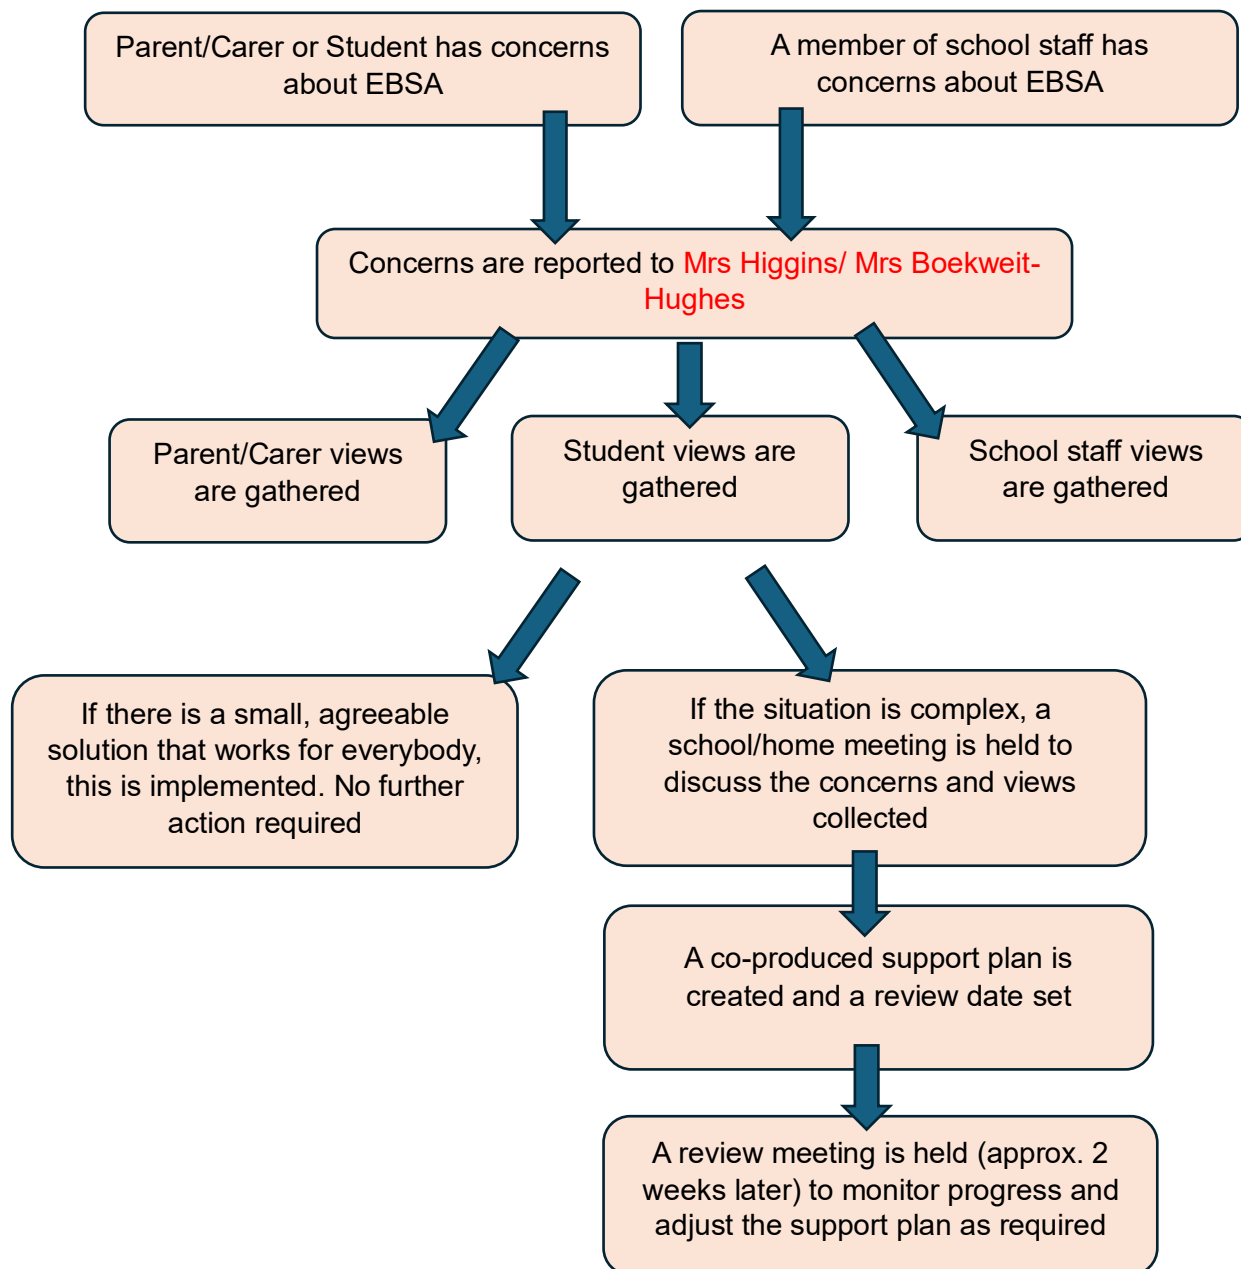 Parent/Carer or Student has concerns
about EBSA
A member of school staff has
concerns about EBSA
Concerns are reported to Mrs Higgins/ Mrs Boekweit-
Hughes
Parent/Carer views
are gathered
Student views are
gathered
School staff views
are gathered
If there is a small, agreeable
solution that works for everybody,
this is implemented. No further
action required
If the situation is complex, a
school/home meeting is held to
discuss the concerns and views
collected
A co-produced support plan is
created and a review date set
A review meeting is held (approx. 2
weeks later) to monitor progress and
adjust the support plan as required